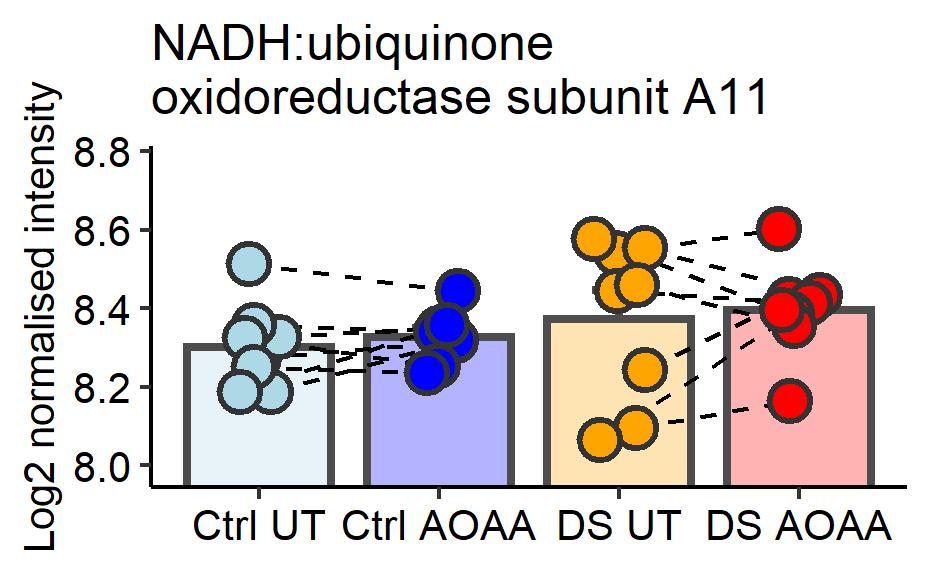 NADH:ubiquinone
oxidoreductase subunit A11
Log2 normalised intensity
8.8
8.6
8.4
8.2
8.0
Ctrl UT Ctrl AOAA DS UT DS AOAA